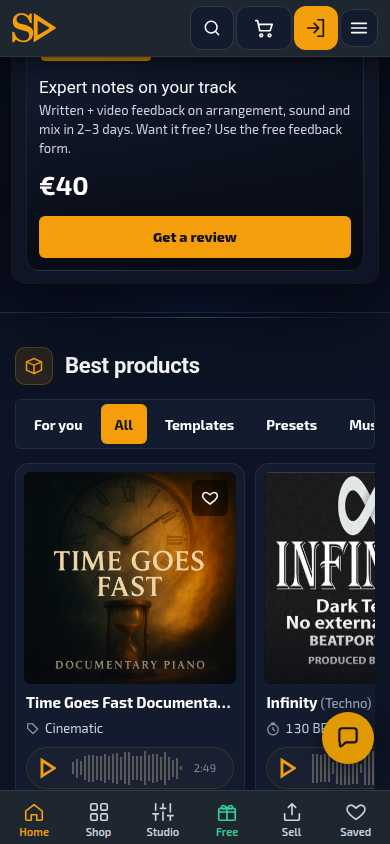 SD
Expert notes on your track
Written + video feedback on arrangement, sound and
mix in 2–3 days. Want it free? Use the free feedback
form.
€40
Get a review
Best products
For you
All
Templates
Presets
Mus
TIME GOES
FAST
DOCUMENTARY PIANO
INFIN
Dark Te
No externa
BEATPOR
PRODUCED B
Time Goes Fast Documenta...
Infinity (Techno)
Cinematic
130 BP
2:49
Home
Shop
Studio
Free
Sell
Saved